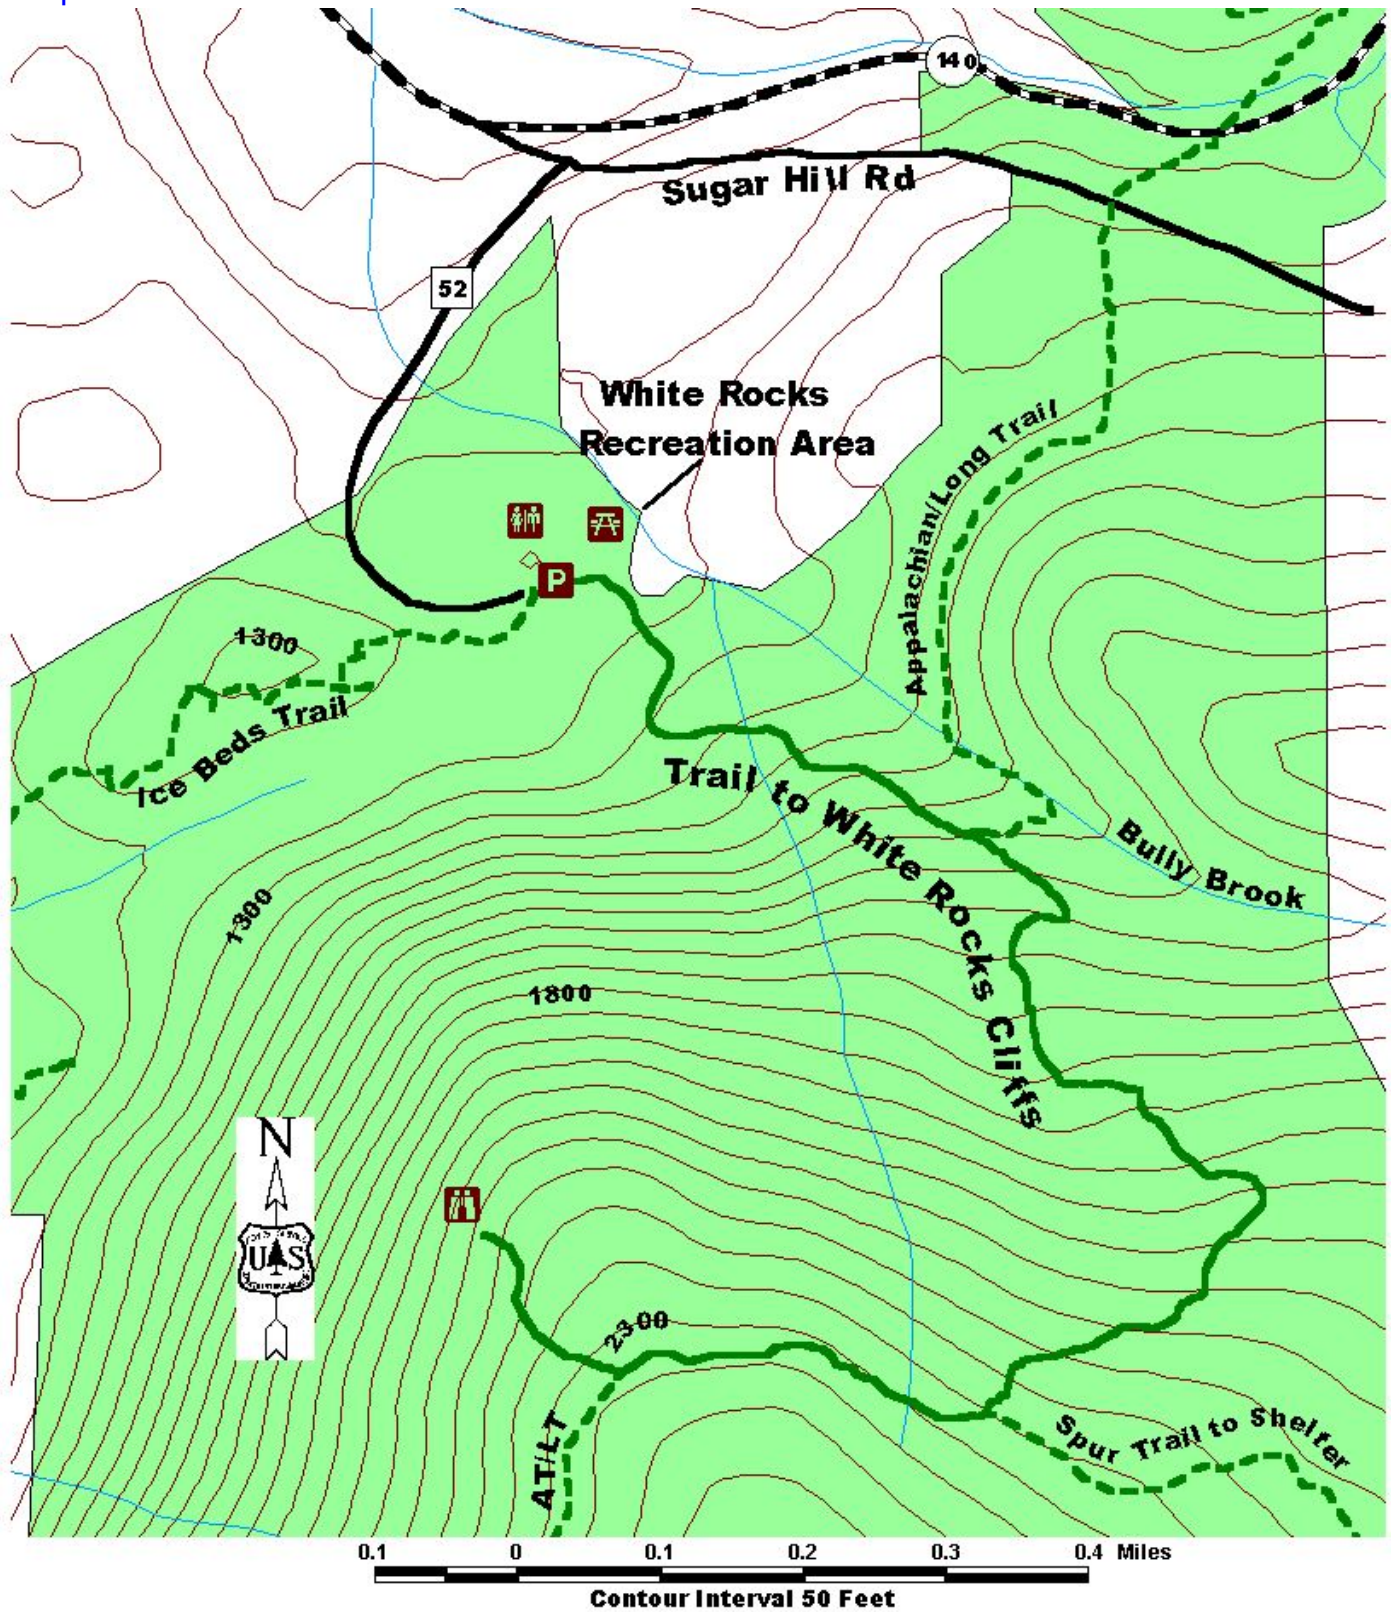 140
Sugar Hill Rd
52
White Rocks
Recreation Area
Appalachian/Long Trail
P
1300
Ice Beds Trail
Trail to White Rocks Cliffs
Bully Brook
1300
1800
N
US
2300
AT/LT
Spur Trail to Shelter
0.1 0 0.1 0.2 0.3 0.4 Miles
Contour Interval 50 Feet